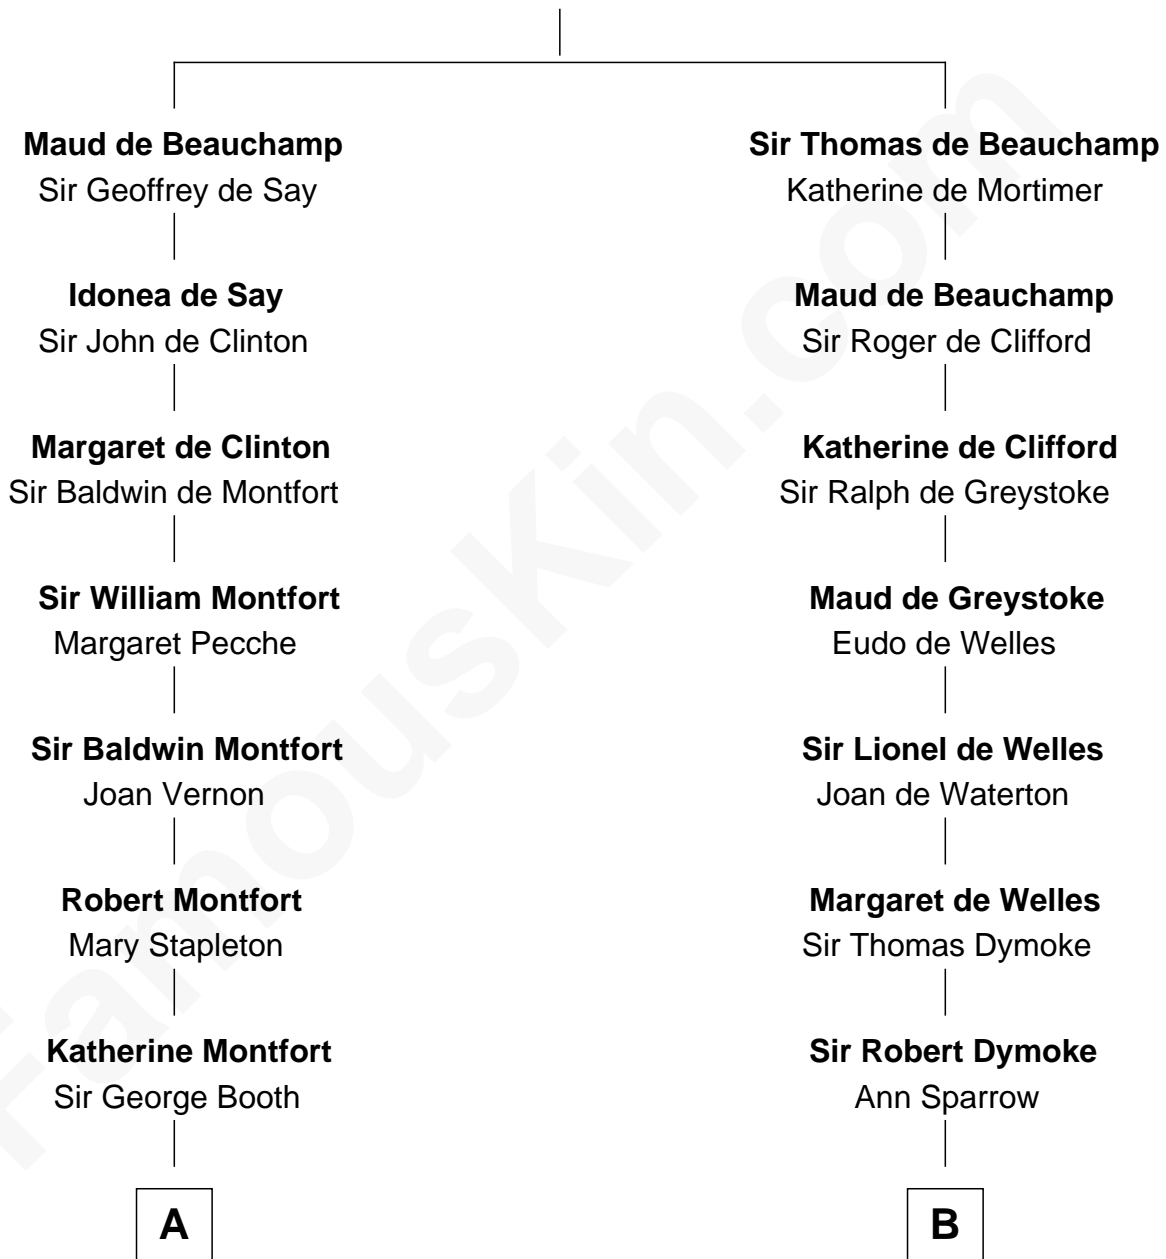 Maud de Beauchamp
Sir Geoffrey de Say
Idonea de Say
Sir John de Clinton
Margaret de Clinton
Sir Baldwin de Montfort
Sir William Montfort
Margaret Pecche
Sir Baldwin Montfort
Joan Vernon
Robert Montfort
Mary Stapleton
Katherine Montfort
Sir George Booth
A
Sir Thomas de Beauchamp
Katherine de Mortimer
Maud de Beauchamp
Sir Roger de Clifford
Katherine de Clifford
Sir Ralph de Greystoke
Maud de Greystoke
Eudo de Welles
Sir Lionel de Welles
Joan de Waterton
Margaret de Welles
Sir Thomas Dymoke
Sir Robert Dymoke
Ann Sparrow
B
FamousKin.com